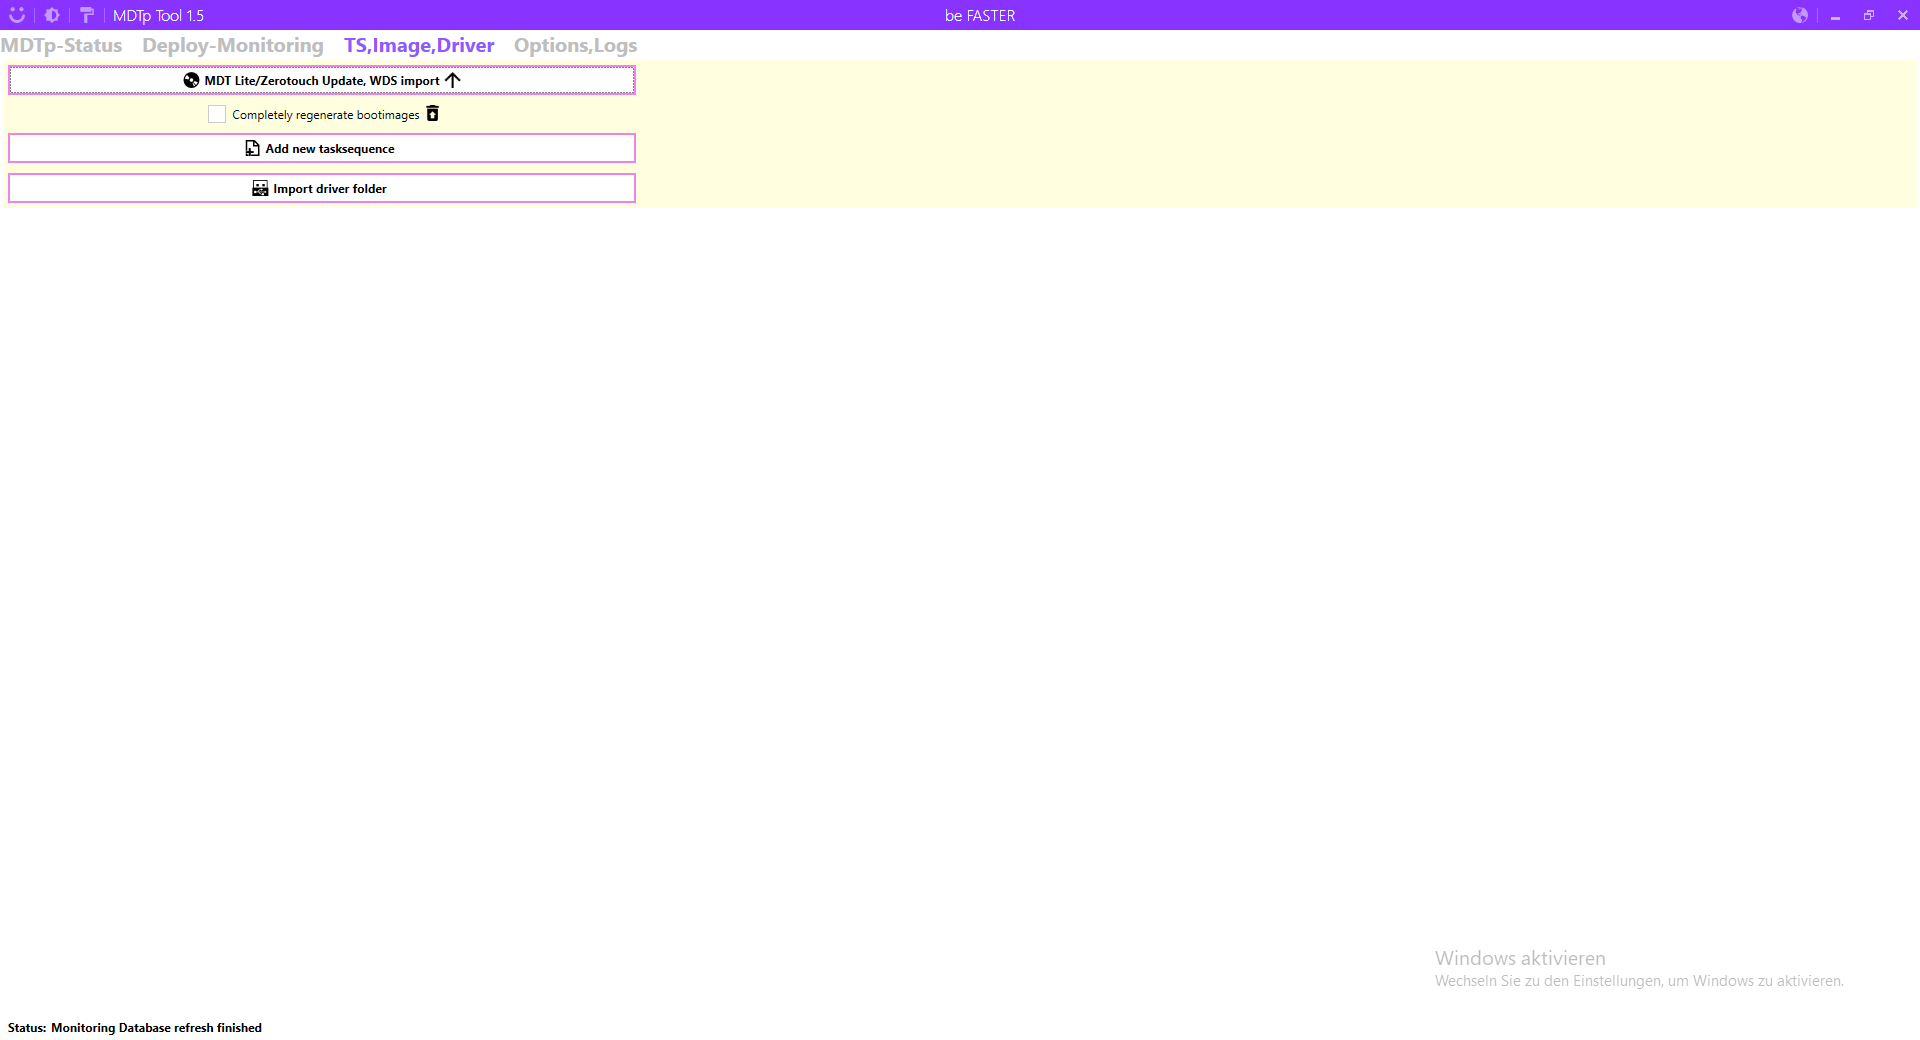 MDTp Tool 1.5
be FASTER
MDTp-Status Deploy-Monitoring TS,Image,Driver Options,Logs
MDT Lite/Zerotouch Update, WDS import
Completely regenerate bootimages
Add new tasksequence
Import driver folder
Windows aktivieren
Wechseln Sie zu den Einstellungen, um Windows zu aktivieren.
Status: Monitoring Database refresh finished